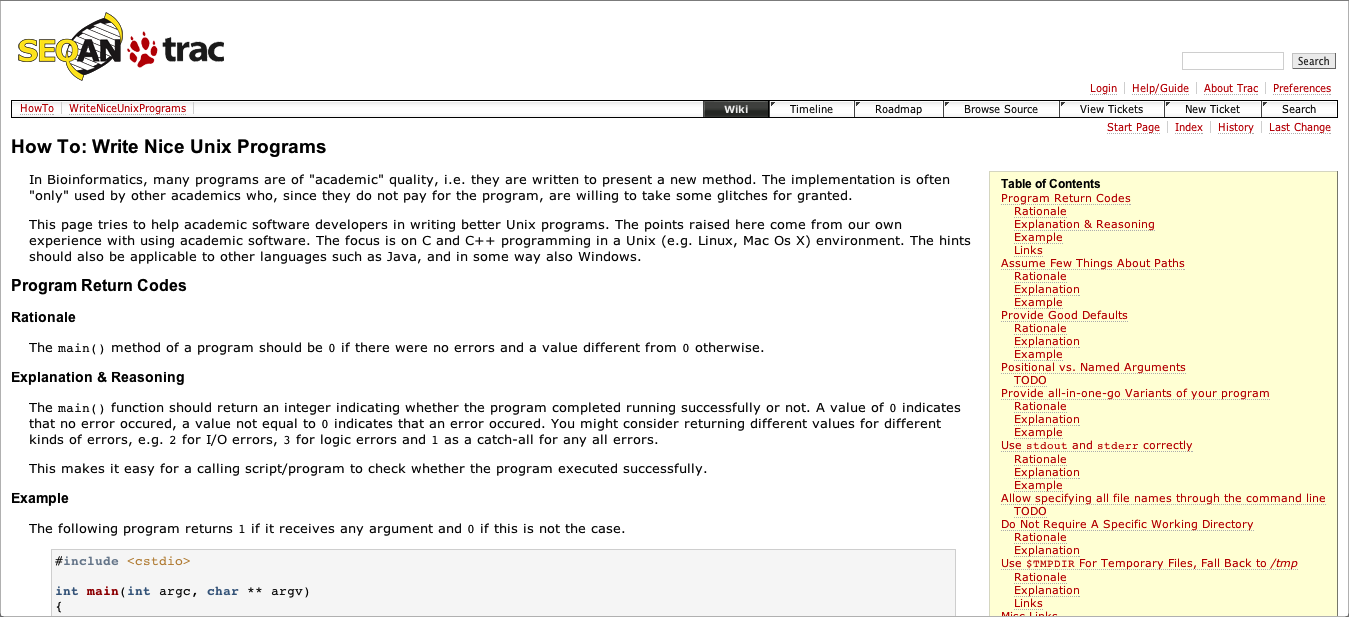 SEQAN trac
Search
Login Help/Guide About Trac Preferences
HowTo WriteNiceUnixPrograms Wiki Timeline Roadmap Browse Source View Tickets New Ticket Search
Start Page Index History Last Change
How To: Write Nice Unix Programs
In Bioinformatics, many programs are of "academic" quality, i.e. they are written to present a new method. The implementation is often
"only" used by other academics who, since they do not pay for the program, are willing to take some glitches for granted.
This page tries to help academic software developers in writing better Unix programs. The points raised here come from our own
experience with using academic software. The focus is on C and C++ programming in a Unix (e.g. Linux, Mac Os X) environment. The hints
should also be applicable to other languages such as Java, and in some way also Windows.
Program Return Codes
Rationale
The main() method of a program should be 0 if there were no errors and a value different from 0 otherwise.
Explanation & Reasoning
The main() function should return an integer indicating whether the program completed running successfully or not. A value of 0 indicates
that no error occured, a value not equal to 0 indicates that an error occured. You might consider returning different values for different
kinds of errors, e.g. 2 for I/O errors, 3 for logic errors and 1 as a catch-all for any all errors.
This makes it easy for a calling script/program to check whether the program executed successfully.
Example
The following program returns 1 if it receives any argument and 0 if this is not the case.
#include <cstdio>
int main(int argc, char ** argv)
{
Table of Contents
Program Return Codes
Rationale
Explanation & Reasoning
Example
Links
Assume Few Things About Paths
Rationale
Explanation
Example
Provide Good Defaults
Rationale
Explanation
Example
Positional vs. Named Arguments
TODO
Provide all-in-one-go Variants of your program
Rationale
Explanation
Example
Use stdout and stderr correctly
Rationale
Explanation
Example
Allow specifying all file names through the command line
TODO
Do Not Require A Specific Working Directory
Rationale
Explanation
Use $TMPDIR For Temporary Files, Fall Back to /tmp
Rationale
Explanation
Links
Misc Links